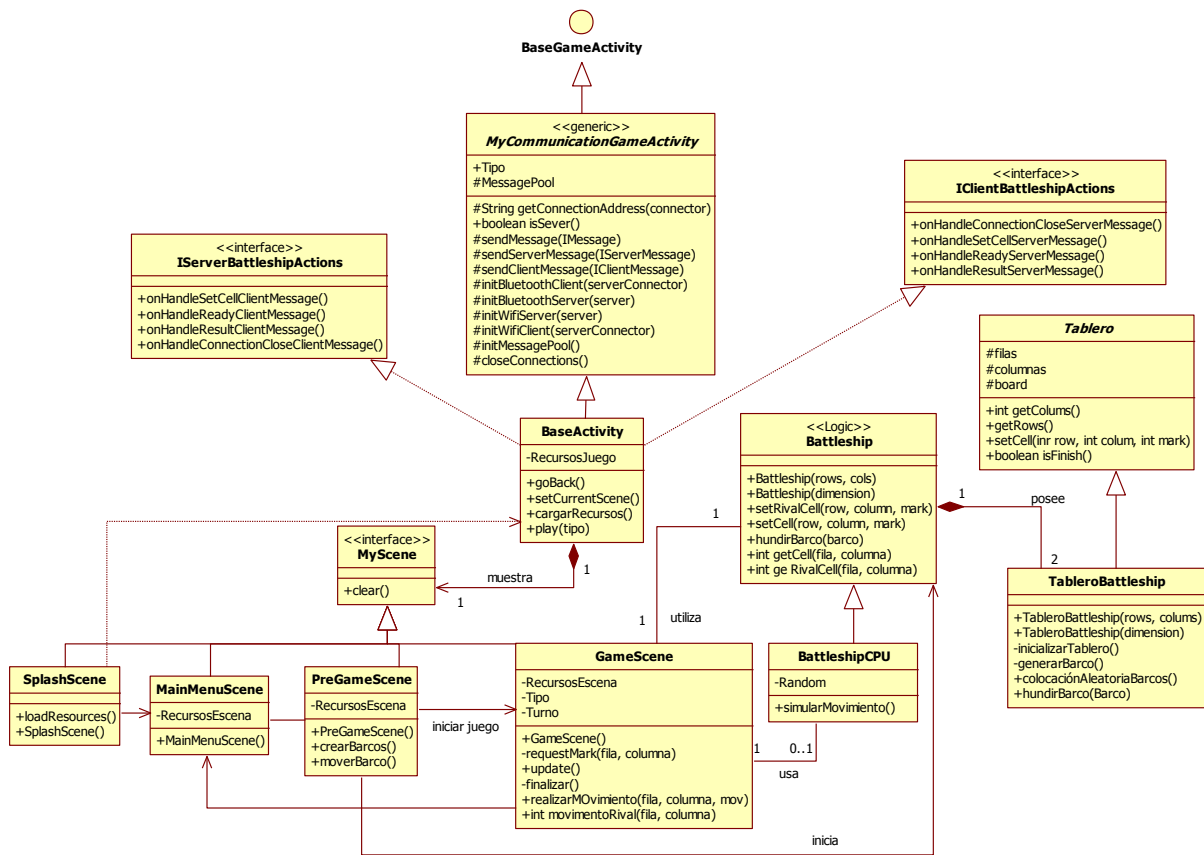 BaseGameActivity
<<generic>>
MyCommunicationGameActivity
+Tipo
#MessagePool
#String getConnectionAddress(connector)
+boolean isSever()
#sendMessage(IMessage)
#sendServerMessage(IServerMessage)
#sendClientMessage(IClientMessage)
#initBluetoothClient(serverConnector)
#initBluetoothServer(server)
#initWifiServer(server)
#initWifiClient(serverConnector)
#initMessagePool()
#closeConnections()
<<interface>>
IClientBattleshipActions
+onHandleConnectionCloseServerMessage()
+onHandleSetCellServerMessage()
+onHandleReadyServerMessage()
+onHandleResultServerMessage()
<<interface>>
IServerBattleshipActions
+onHandleSetCellClientMessage()
+onHandleReadyClientMessage()
+onHandleResultClientMessage()
+onHandleConnectionCloseClientMessage()
Tablero
#filas
#columnas
#board
+int getColums()
+getRows()
+setCell(inr row, int colum, int mark)
+boolean isFinish()
BaseActivity
-RecursosJuego
+goBack()
+setCurrentScene()
+cargarRecursos()
+play(tipo)
<<Logic>>
Battleship
+Battleship(rows, cols)
+Battleship(dimension)
+setRivalCell(row, column, mark)
+setCell(row, column, mark)
+hundirBarco(barco)
+int getCell(fila, columna)
+int ge RivalCell(fila, columna)
1
posee
2
1
<<interface>>
MyScene
+clear()
muestra
1
1
TableroBattleship
+TableroBattleship(rows, colums)
+TableroBattleship(dimension)
-inicializarTablero()
-generarBarco()
+colocaciónAleatoriaBarcos()
+hundirBarco(Barco)
1
utiliza
SplashScene
+loadResources()
+SplashScene()
MainMenuScene
-RecursosEscena
+MainMenuScene()
PreGameScene
-RecursosEscena
+PreGameScene()
+crearBarcos()
+moverBarco()
iniciar juego
GameScene
-RecursosEscena
-Tipo
-Turno
+GameScene()
-requestMark(fila, columna)
+update()
-finalizar()
+realizarMOvimiento(fila, columna, mov)
+int movimentoRival(fila, columna)
BattleshipCPU
-Random
+simularMovimiento()
1
0..1
usa
inicia